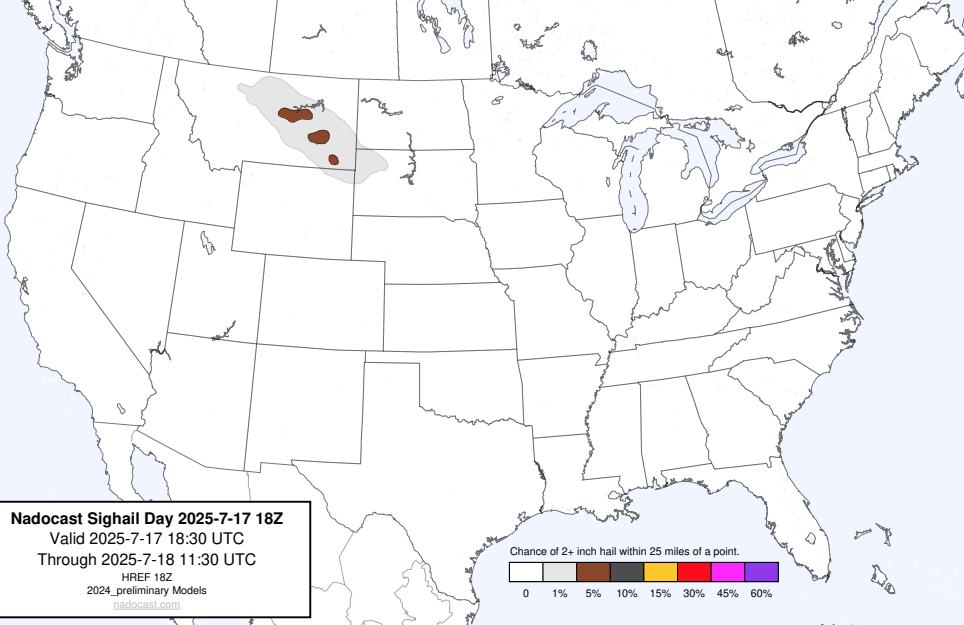 Nadocast Sighail Day 2025-7-17 18Z
Valid 2025-7-17 18:30 UTC
Through 2025-7-18 11:30 UTC
HREF 18Z
2024_preliminary Models
nadocast.com
Chance of 2+ inch hail within 25 miles of a point.
0 1% 5% 10% 15% 30% 45% 60%